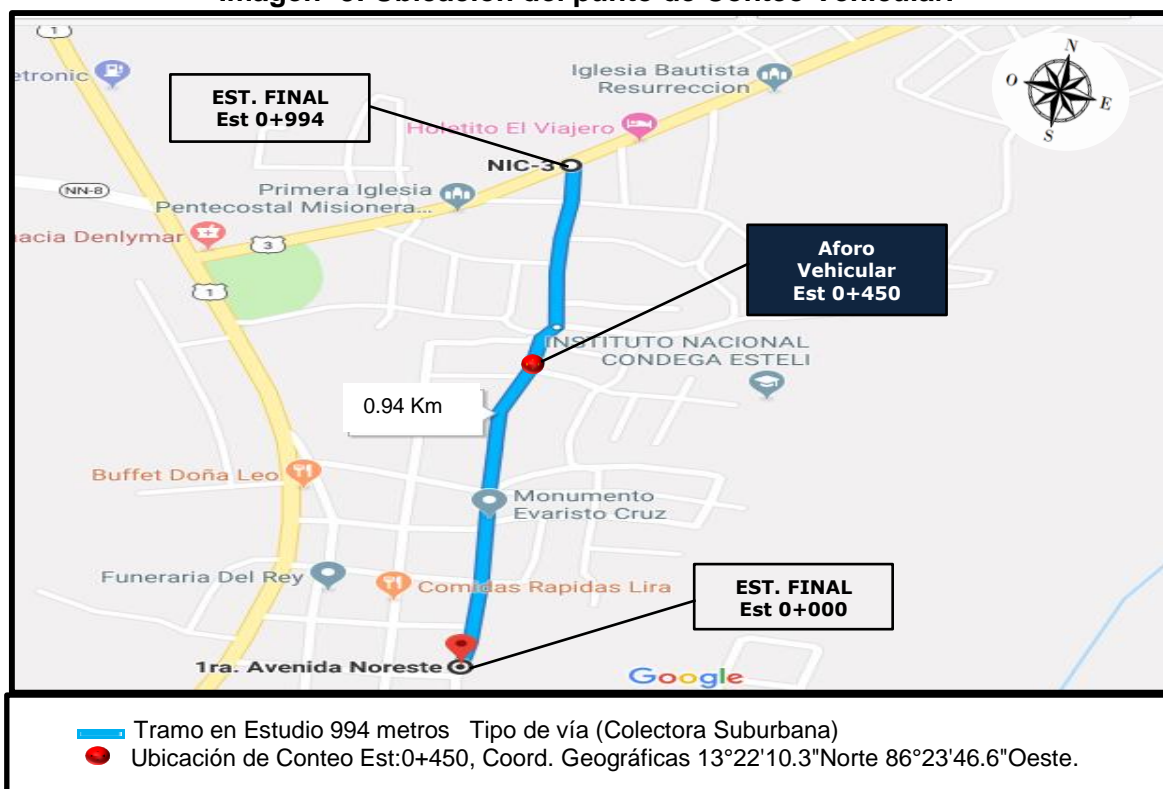 1
etronic
EST. FINAL
Est 0+994
Iglesia Bautista
Resurreccion
N
O
E
S
Holetito El Viajero
NIC-3
NN-8
Primera Iglesia
Pentecostal Misionera...
nacia Denlymar
3
Aforo
Vehicular
Est 0+450
1
INSTITUTO NACIONAL
CONDEGA ESTELI
0.94 Km
Buffet Doña Leo
Monumento
Evaristo Cruz
Funeraria Del Rey
Comidas Rapidas Lira
EST. FINAL
Est 0+000
1ra. Avenida Noreste
Google
Tramo en Estudio 994 metros Tipo de vía (Colectora Suburbana)
Ubicación de Conteo Est:0+450, Coord. Geográficas 13°22'10.3"Norte 86°23'46.6"Oeste.